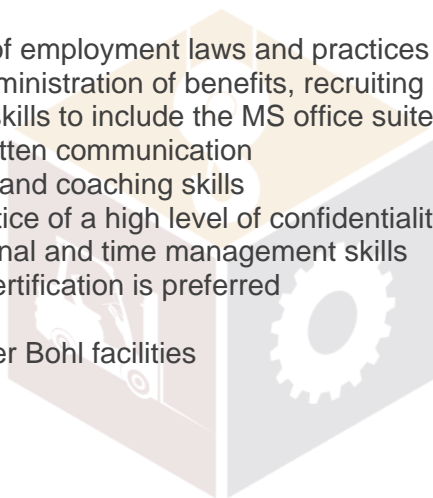 of employment laws and practices
ministration of benefits, recruiting
skills to include the MS office suite
tten communication
and coaching skills
tice of a high level of confidentialit
nal and time management skills
ertification is preferred
er Bohl facilities